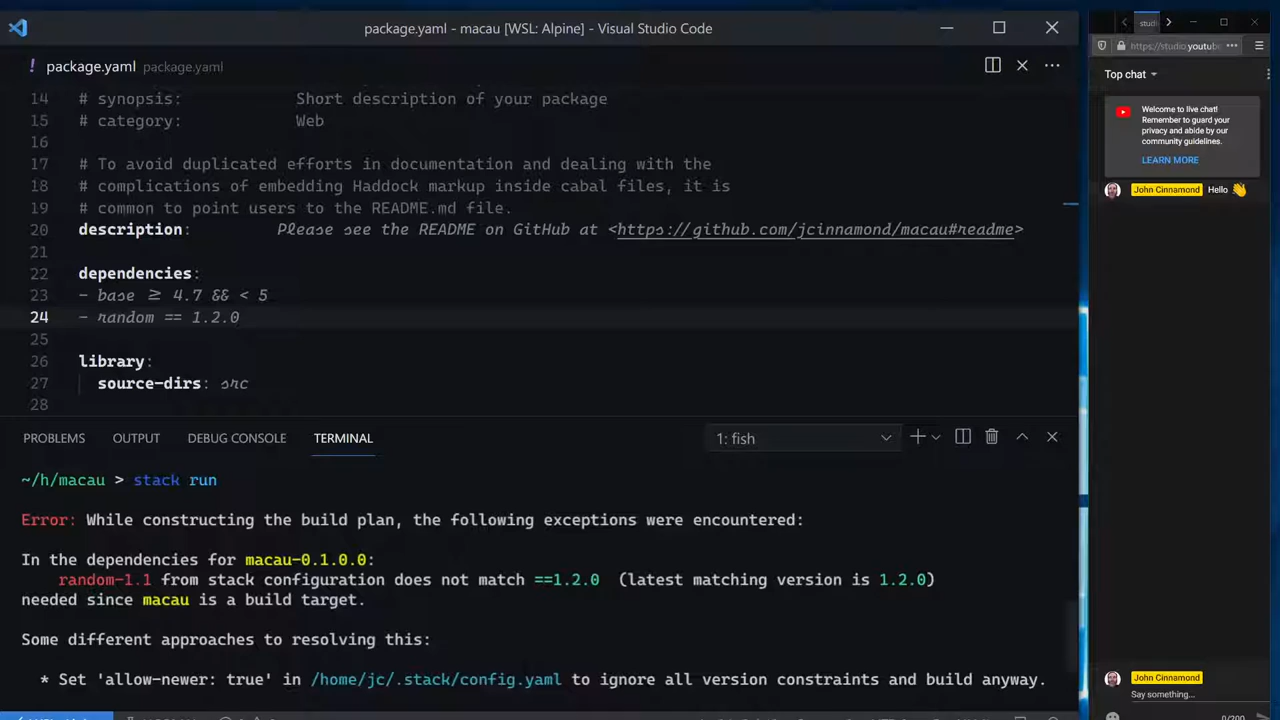 package.yaml - macau [WSL: Alpine] - Visual Studio Code
! package.yaml package.yaml
14 # synopsis: Short description of your package
15 # category: Web
16
17 # To avoid duplicated efforts in documentation and dealing with the
18 # complications of embedding Haddock markup inside cabal files, it is
19 # common to point users to the README.md file.
20 description: Please see the README on GitHub at <https://github.com/jcinnamond/macau#readme>
21
22 dependencies:
23 - base ≥ 4.7 && < 5
24 - random == 1.2.0
25
26 library:
27 source-dirs: src
28
PROBLEMS OUTPUT DEBUG CONSOLE TERMINAL 1: fish
~/h/macau > stack run
Error: While constructing the build plan, the following exceptions were encountered:
In the dependencies for macau-0.1.0.0:
random-1.1 from stack configuration does not match ==1.2.0 (latest matching version is 1.2.0)
needed since macau is a build target.
Some different approaches to resolving this:
* Set 'allow-newer: true' in /home/jc/.stack/config.yaml to ignore all version constraints and build anyway.
https://studio.youtube
Top chat
Welcome to live chat!
Remember to guard your
privacy and abide by our
community guidelines.
LEARN MORE
John Cinnamond Hello 👋
John Cinnamond
Say something...
0/200